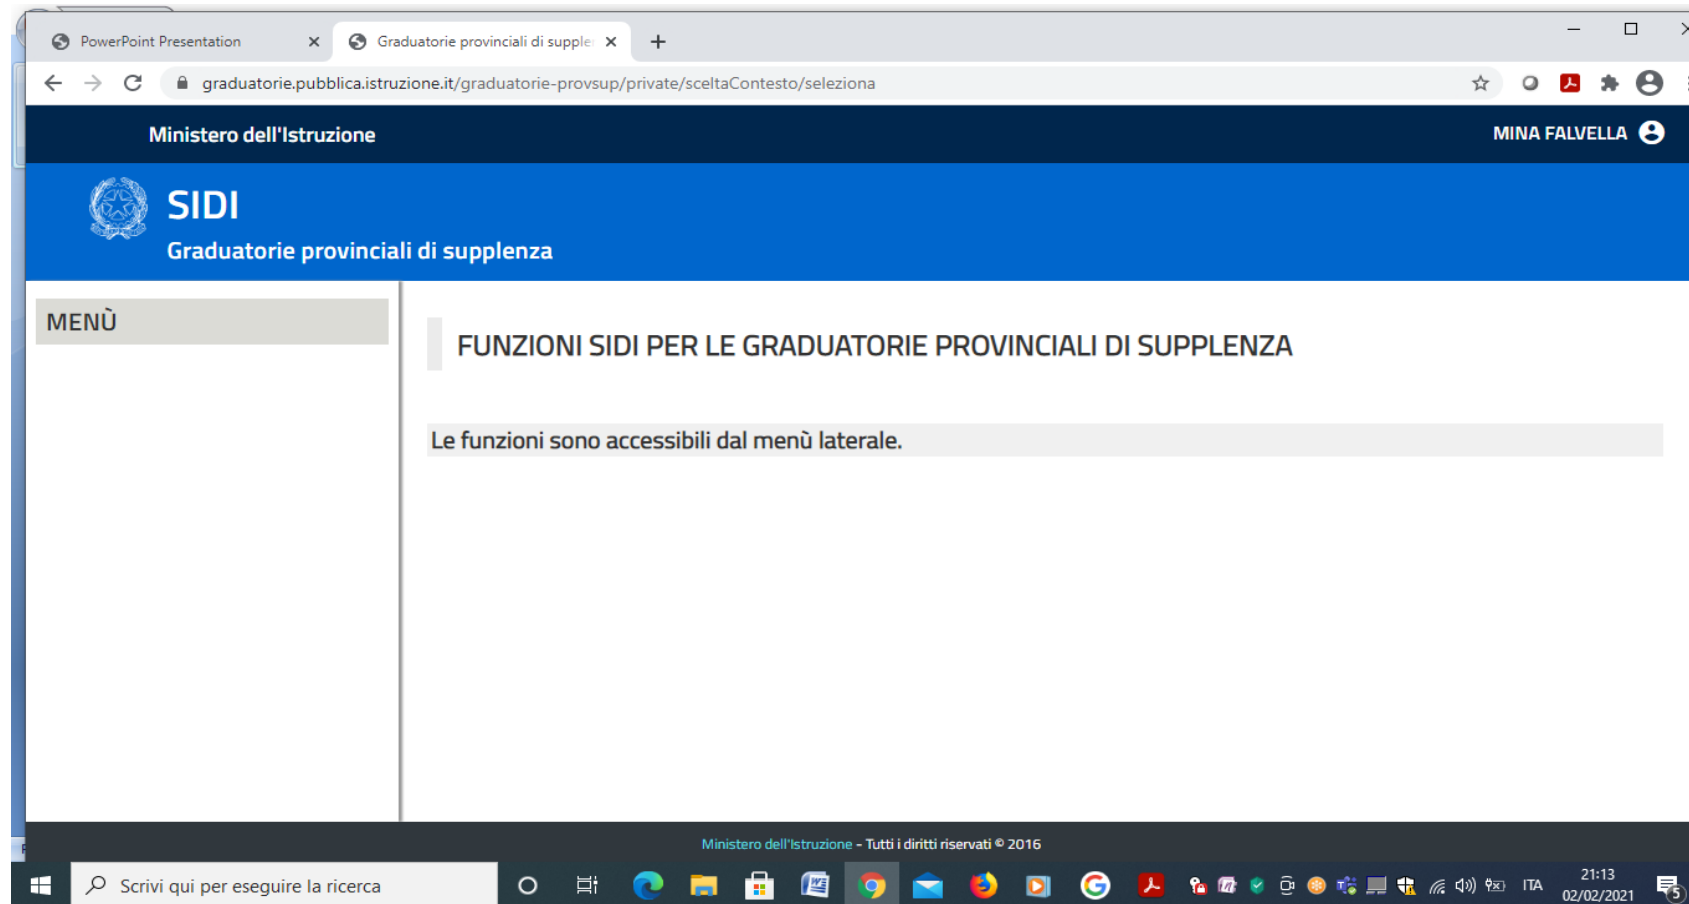 PowerPoint Presentation
Graduatorie provinciali di supple
graduatorie.pubblica.istruzione.it/graduatorie-provsup/private/sceltaContesto/seleziona
Ministero dell'Istruzione
MINA FALVELLA
SIDI
Graduatorie provinciali di supplenza
MENÙ
FUNZIONI SIDI PER LE GRADUATORIE PROVINCIALI DI SUPPLENZA
Le funzioni sono accessibili dal menù laterale.
Ministero dell'Istruzione - Tutti i diritti riservati © 2016
Scrivi qui per eseguire la ricerca
ITA
21:13
02/02/2021
5